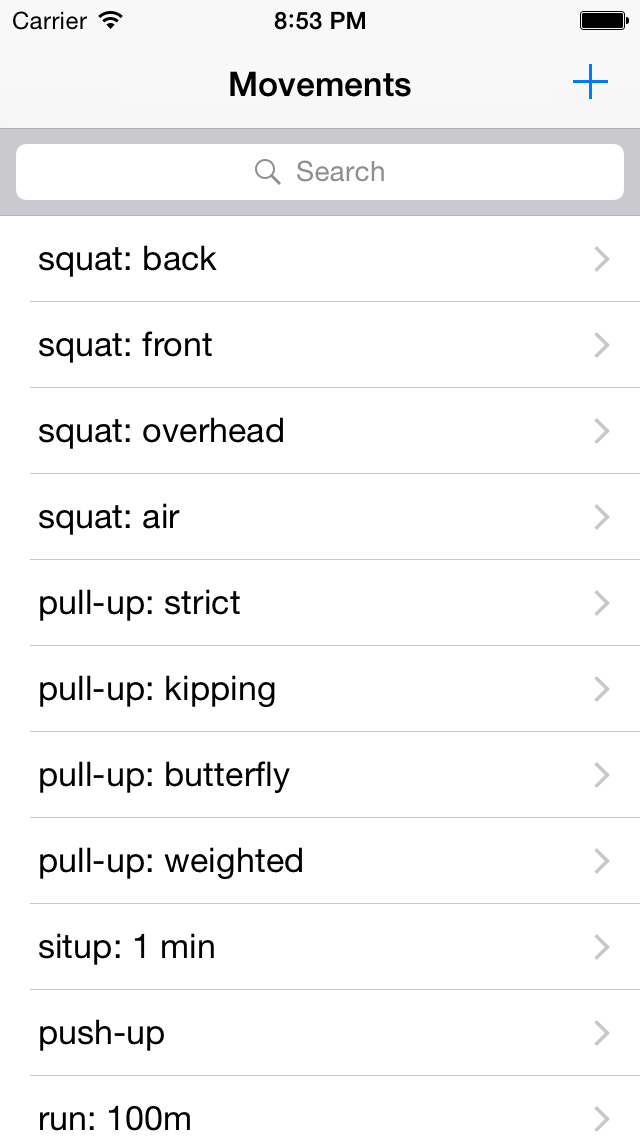 Carrier 8:53 PM
Movements
Search
squat: back
squat: front
squat: overhead
squat: air
pull-up: strict
pull-up: kipping
pull-up: butterfly
pull-up: weighted
situp: 1 min
push-up
run: 100m